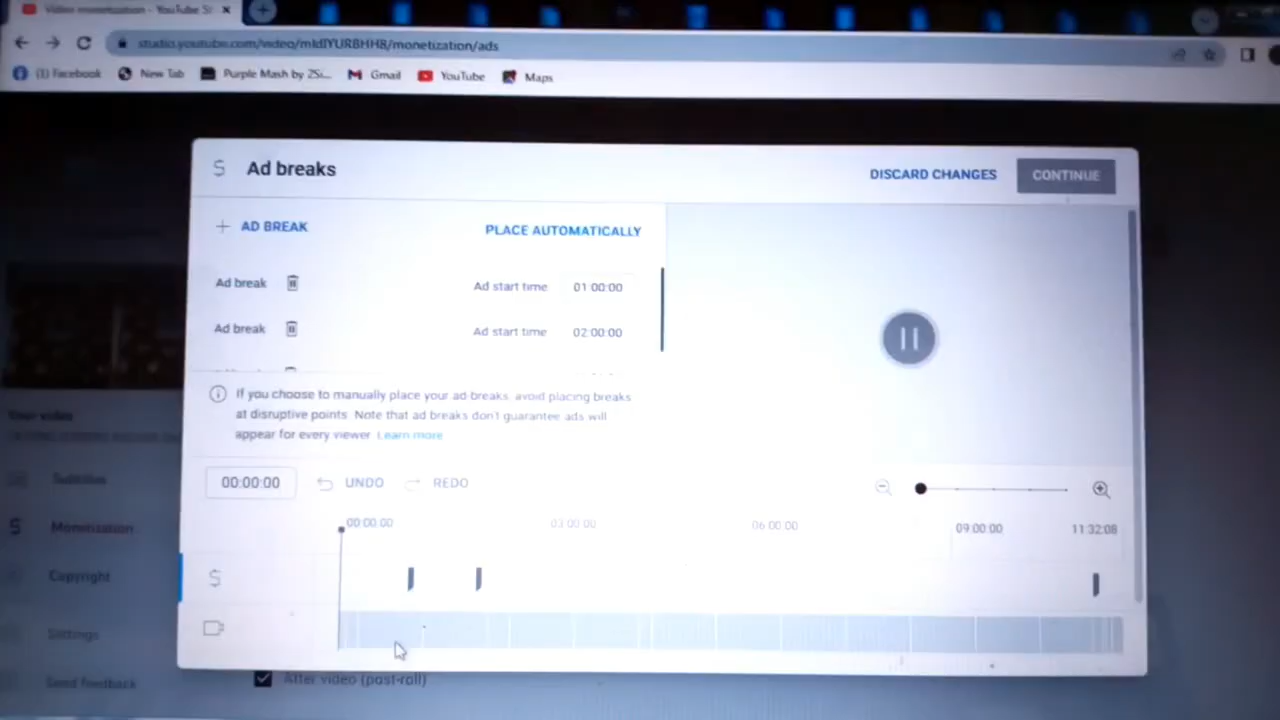 Video monetization - YouTube St
studio.youtube.com/video/mIdIYURBHH8/monetization/ads
(1) Facebook New Tab Purple Mash by 2Si... Gmail YouTube Maps
$ Ad breaks DISCARD CHANGES CONTINUE
+ AD BREAK PLACE AUTOMATICALLY
Ad break Ad start time 01:00:00
Ad break Ad start time 02:00:00
If you choose to manually place your ad breaks, avoid placing breaks
at disruptive points. Note that ad breaks don't guarantee ads will
appear for every viewer. Learn more
Your video
00:00:00 UNDO REDO
Subtitles
00:00:00 03:00:00 06:00:00 09:00:00 11:32:08
$ Monetization
Copyright $
Settings
Send feedback After video (post-roll)